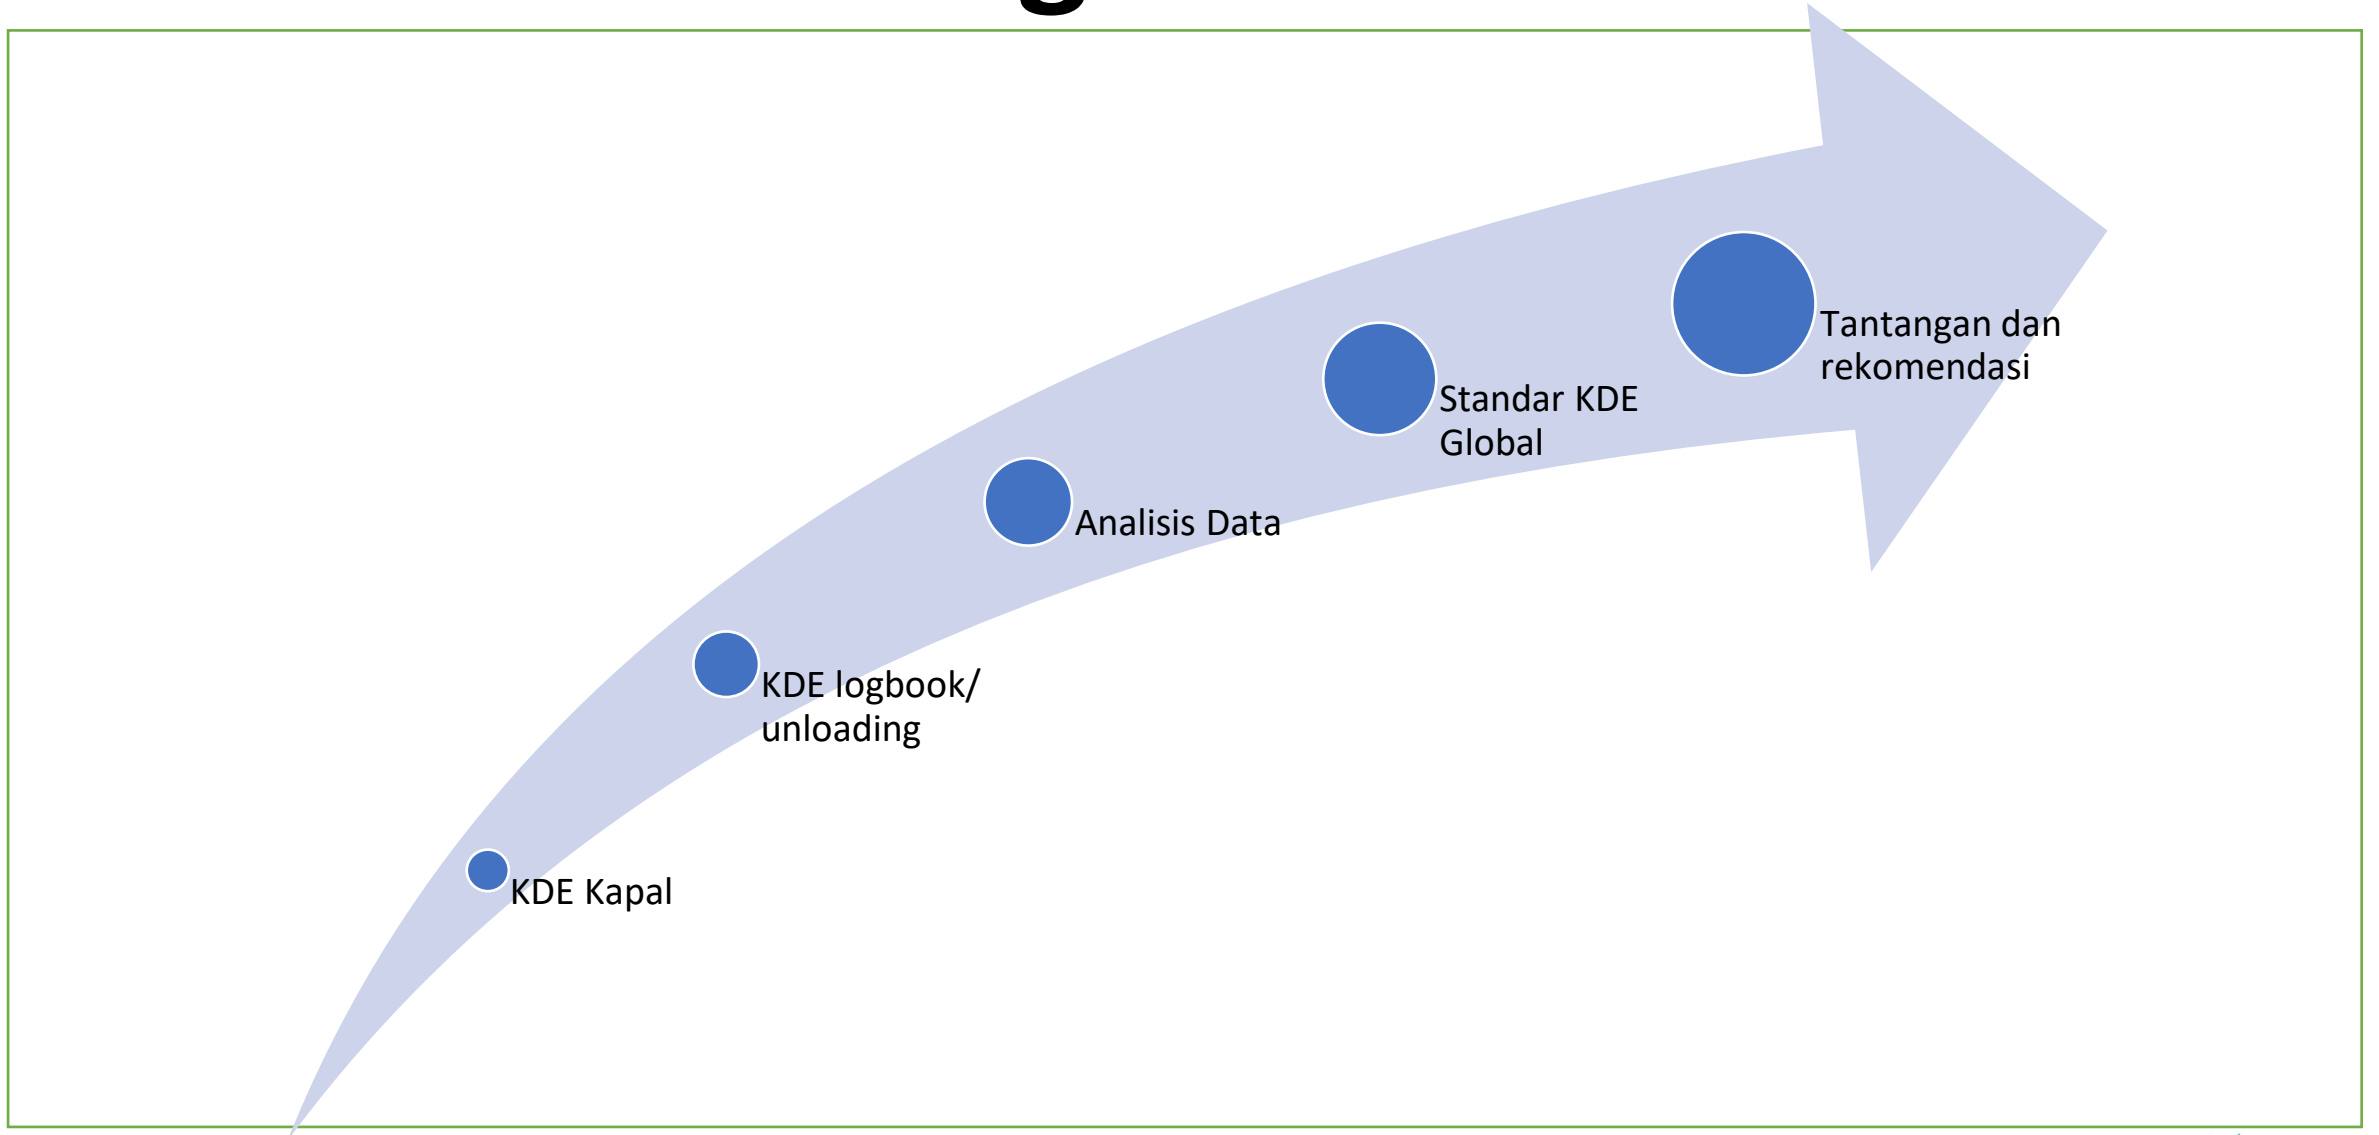 KDE Kapal
KDE logbook/
unloading
Analisis Data
Standar KDE
Global
Tantangan dan
rekomendasi